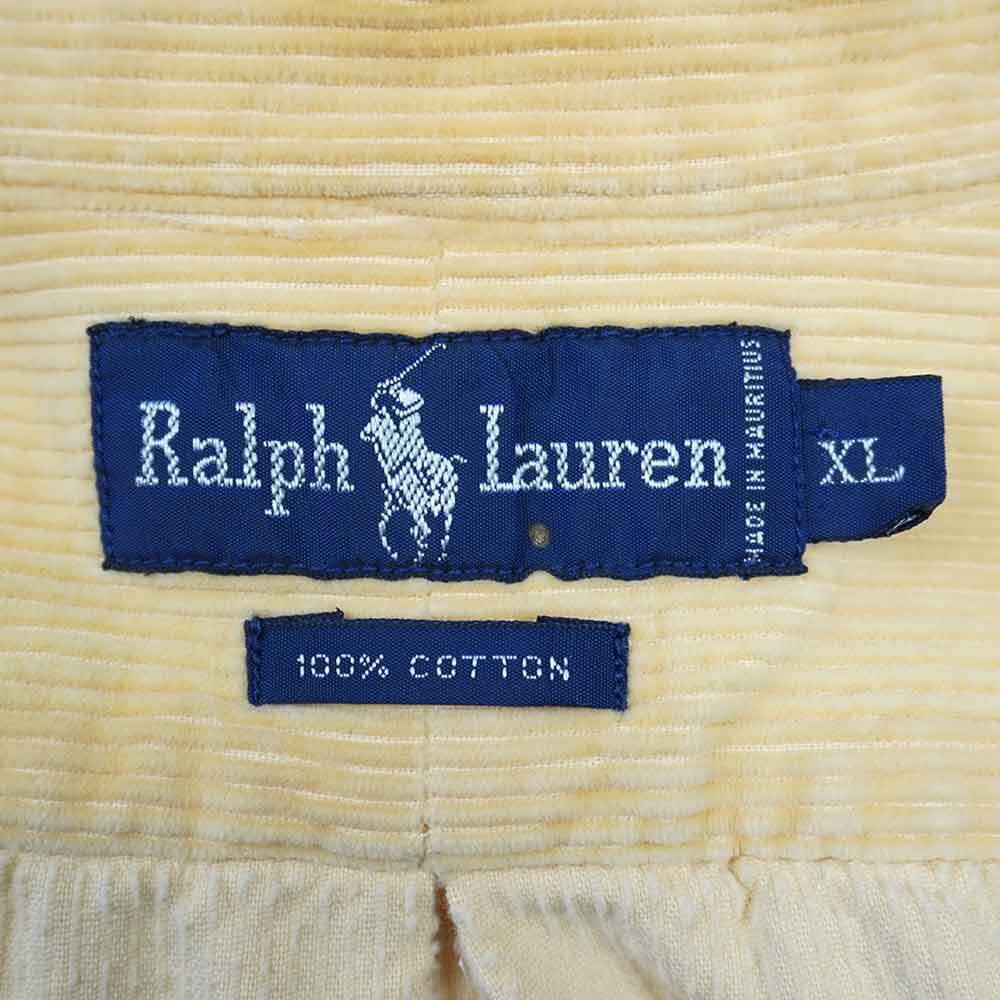 Ralph Lauren
MADE IN MAURITIUS
XL
100% COTTON